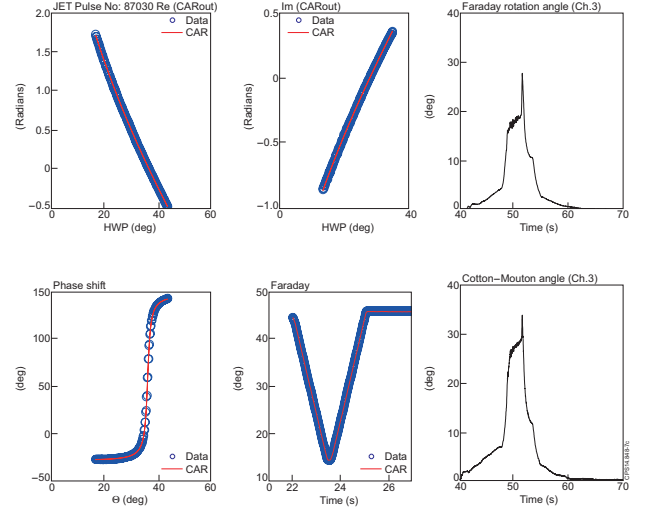 JET Pulse No: 87030 Re (CARout)
2.0
1.5
1.0
0.5
0
−0.5
(Radians)
Data
CAR
0
20
40
60
HWP (deg)
Im (CARout)
0.5
0
−0.5
−1.0
(Radians)
Data
CAR
0
20
40
HWP (deg)
Faraday rotation angle (Ch.3)
40
30
20
10
0
(deg)
40
50
60
70
Time (s)
Phase shift
150
100
50
0
−50
(deg)
Data
CAR
0
20
40
60
Θ (deg)
Faraday
50
40
30
20
10
(deg)
Data
CAR
0
22
24
26
Time (s)
Cotton−Mouton angle (Ch.3)
40
30
20
10
0
(deg)
40
50
60
70
Time (s)
CPS14.848-7c